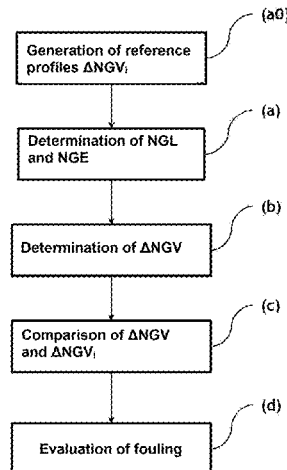 (a0)
Generation of reference
profiles ΔNGVi
(a)
Determination of NGL
and NGE
(b)
Determination of ΔNGV
(c)
Comparison of ΔNGV
and ΔNGVi
(d)
Evaluation of fouling